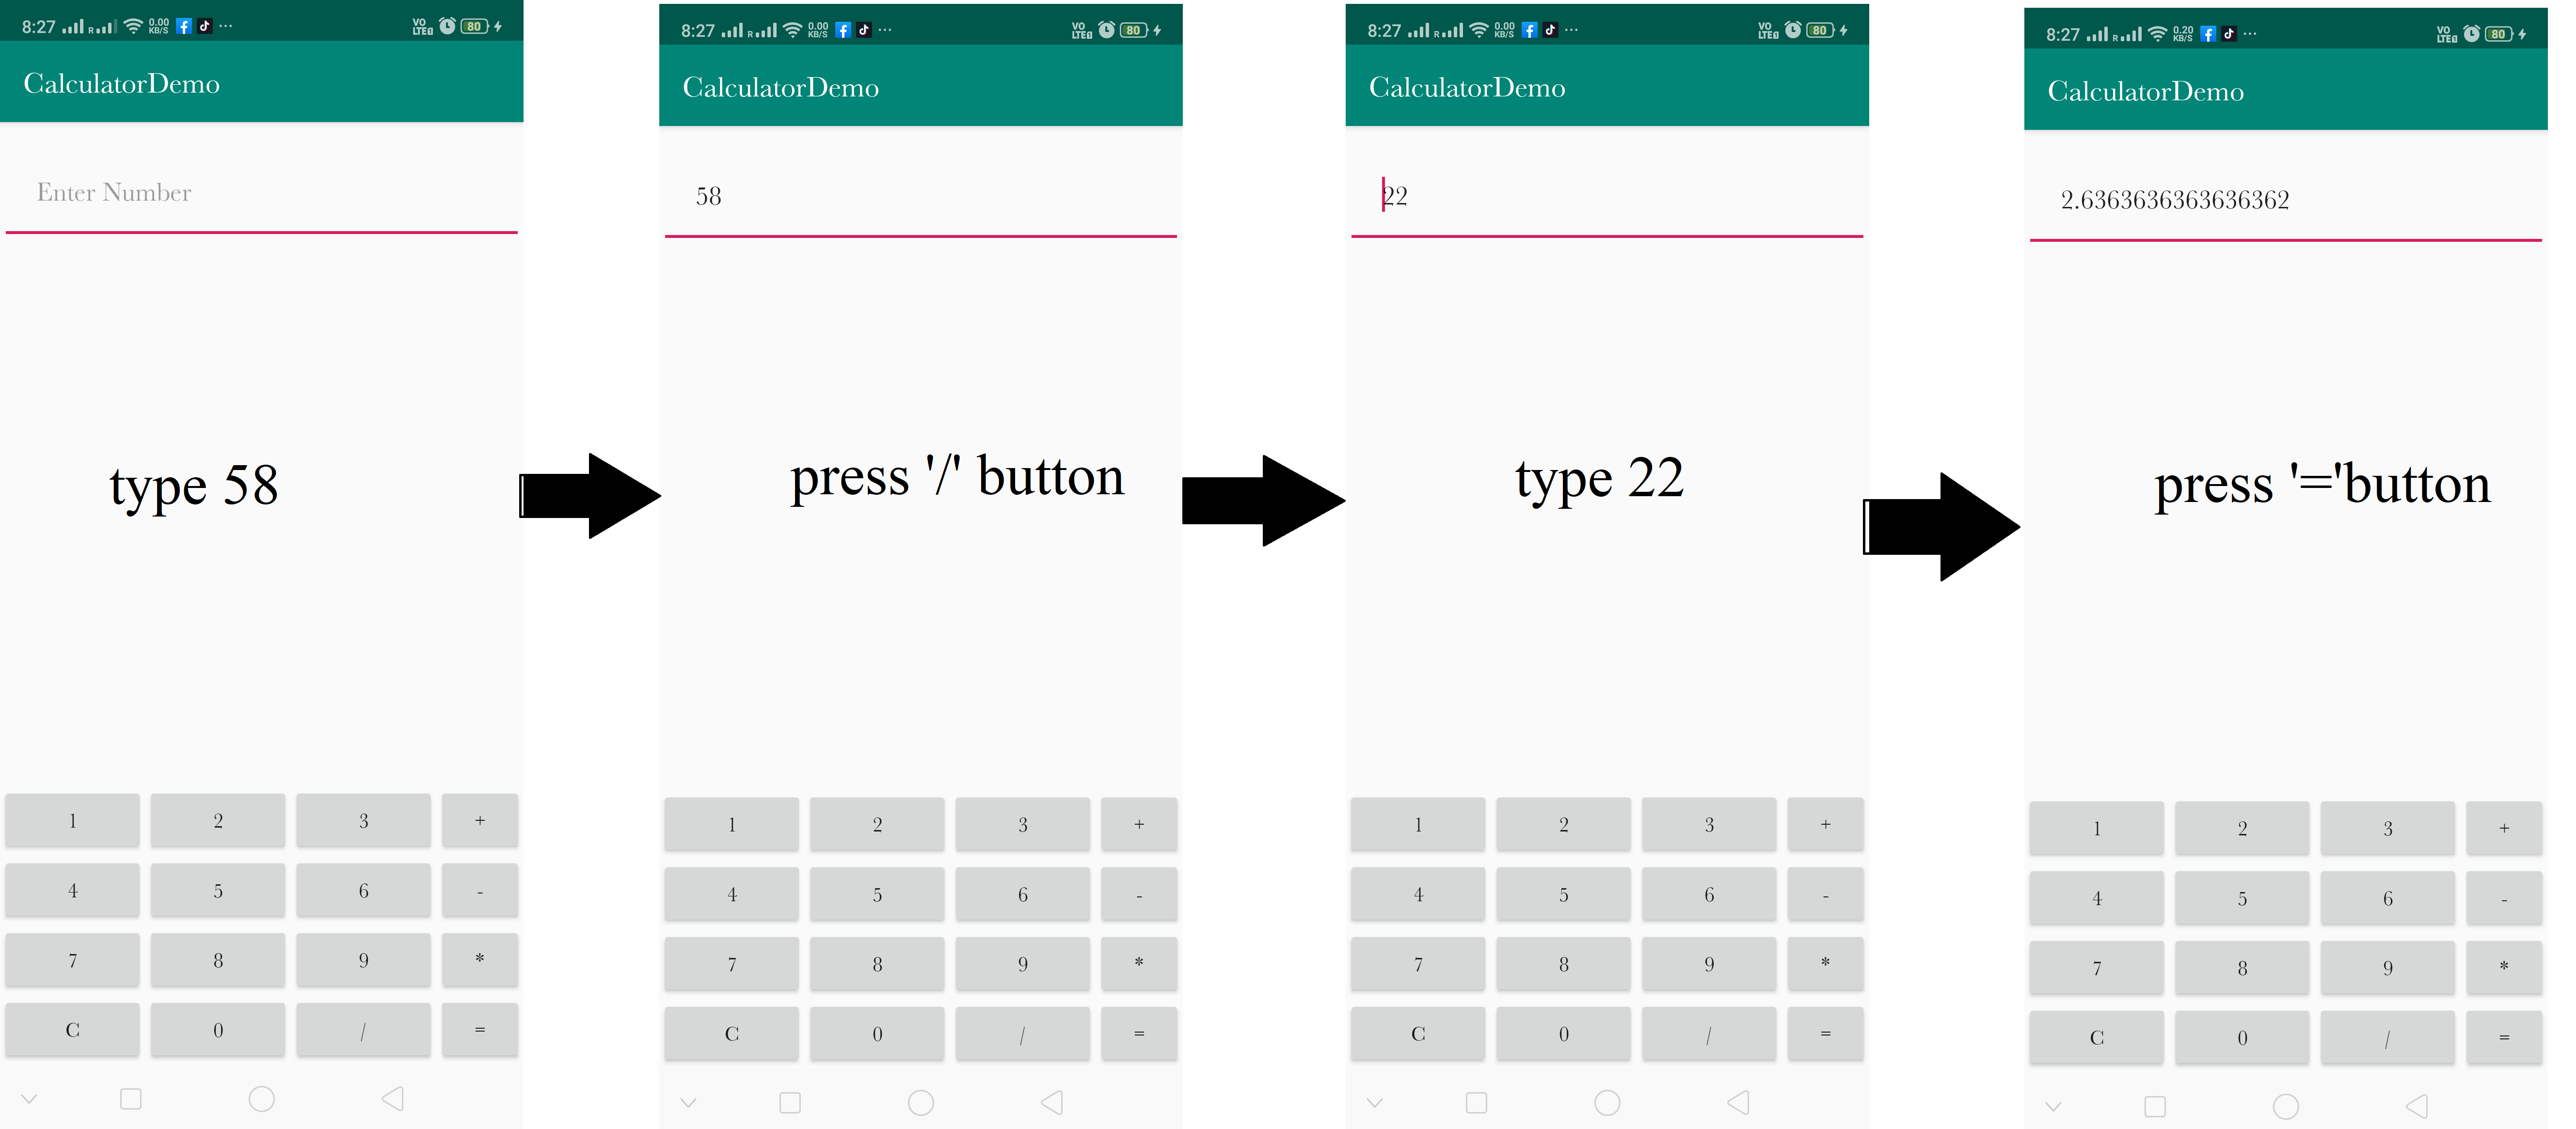 8:27 R 0.00 KB/S ... VO LTE 80
CalculatorDemo
Enter Number
type 58
1 2 3 +
4 5 6 -
7 8 9 *
C 0 / =
8:27 R 0.00 KB/S ... VO LTE 80
CalculatorDemo
58
press '/' button
1 2 3 +
4 5 6 -
7 8 9 *
C 0 / =
8:27 R 0.00 KB/S ... VO LTE 80
CalculatorDemo
22
type 22
1 2 3 +
4 5 6 -
7 8 9 *
C 0 / =
8:27 R 0.20 KB/S ... VO LTE 80
CalculatorDemo
2.6363636363636362
press '='button
1 2 3 +
4 5 6 -
7 8 9 *
C 0 / =